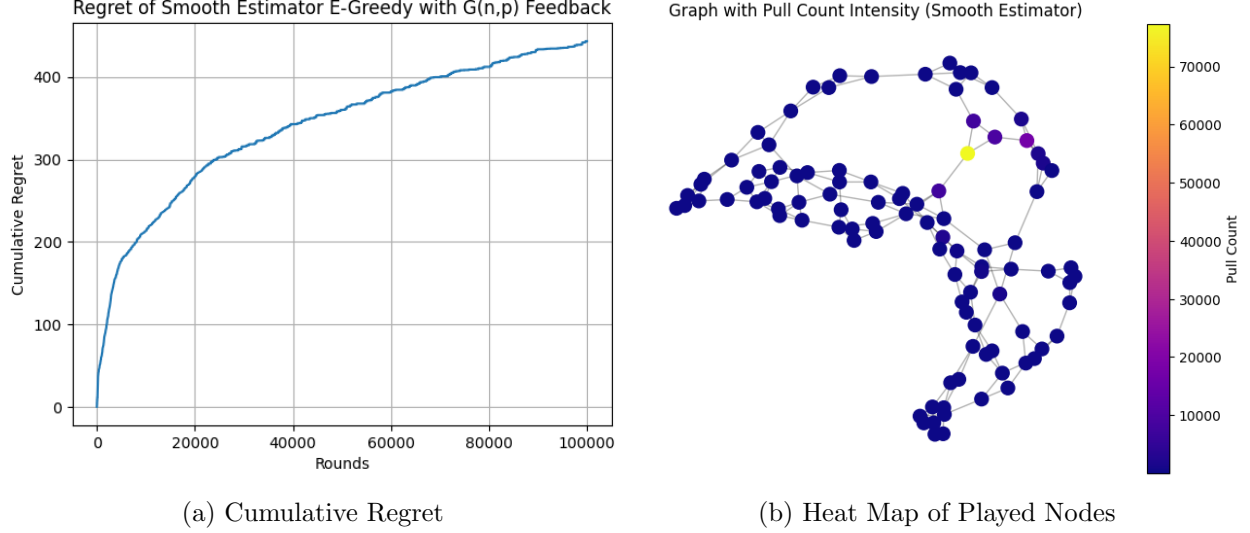 Regret of Smooth Estimator E-Greedy with G(n,p) Feedback
Cumulative Regret
400
300
200
100
0
0 20000 40000 60000 80000 100000
Rounds
(a) Cumulative Regret
Graph with Pull Count Intensity (Smooth Estimator)
70000
60000
50000
40000
30000
20000
10000
Pull Count
(b) Heat Map of Played Nodes